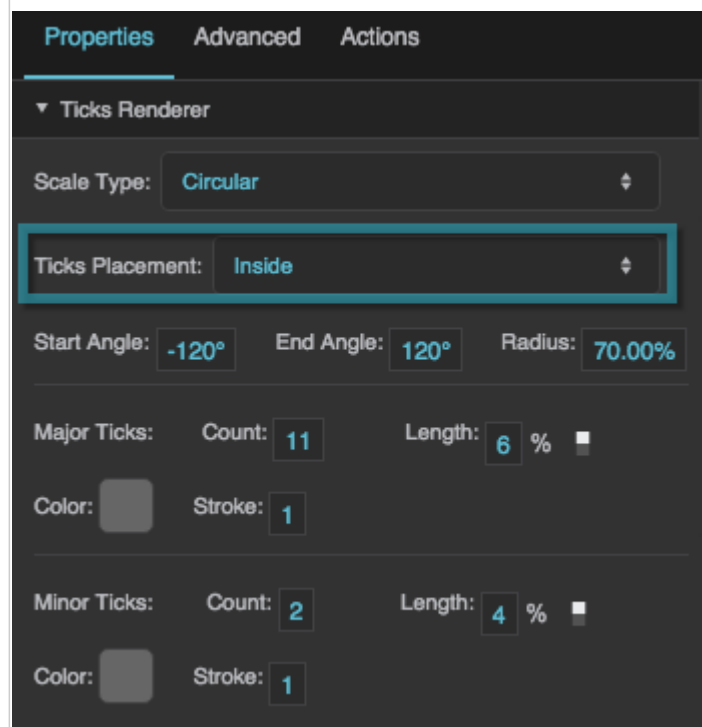 Properties Advanced Actions
Ticks Renderer
Scale Type: Circular
Ticks Placement: Inside
Start Angle: -120° End Angle: 120° Radius: 70.00%
Major Ticks: Count: 11 Length: 6 %
Color: Stroke: 1
Minor Ticks: Count: 2 Length: 4 %
Color: Stroke: 1